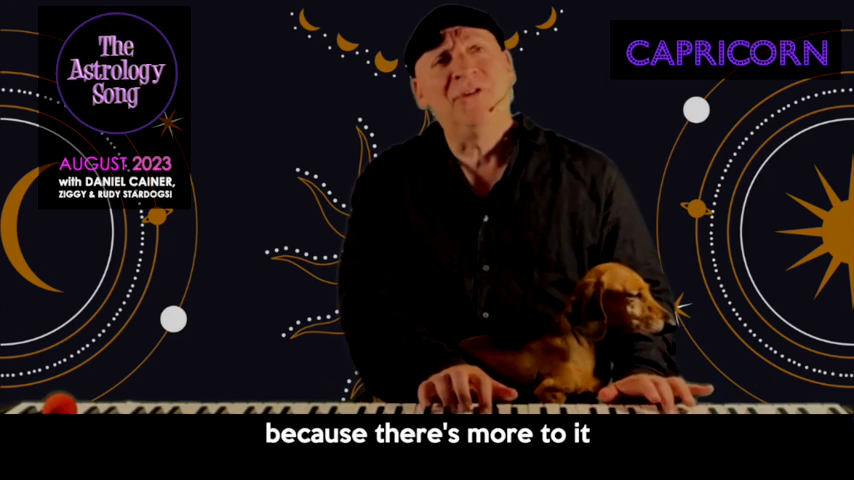 The
Astrology
Song
AUGUST 2023
with DANIEL CAINER,
ZIGGY & RUDY STARDOGS!
CAPRICORN
because there's more to it